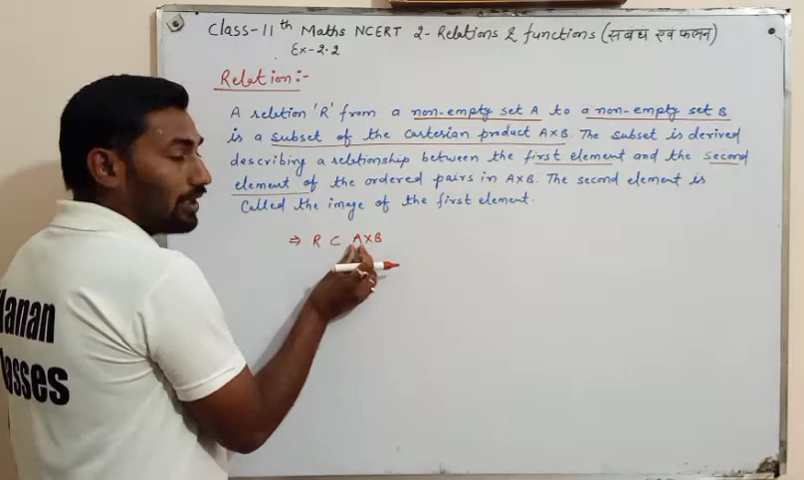 Class-11th Maths NCERT 2- Relations & functions (संबंध एवं फलन)
Ex-2.2
Relation:-
A relation 'R' from a non-empty set A to a non-empty set B
is a subset of the cartesian product A×B. The subset is derived
describing a relationship between the first element and the second
element of the ordered pairs in A×B. The second element is
called the image of the first element.
⇒ R ⊂ A×B
Manan
Classes